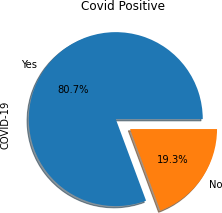 Covid Positive
Yes
80.7%
COVID-19
19.3%
No